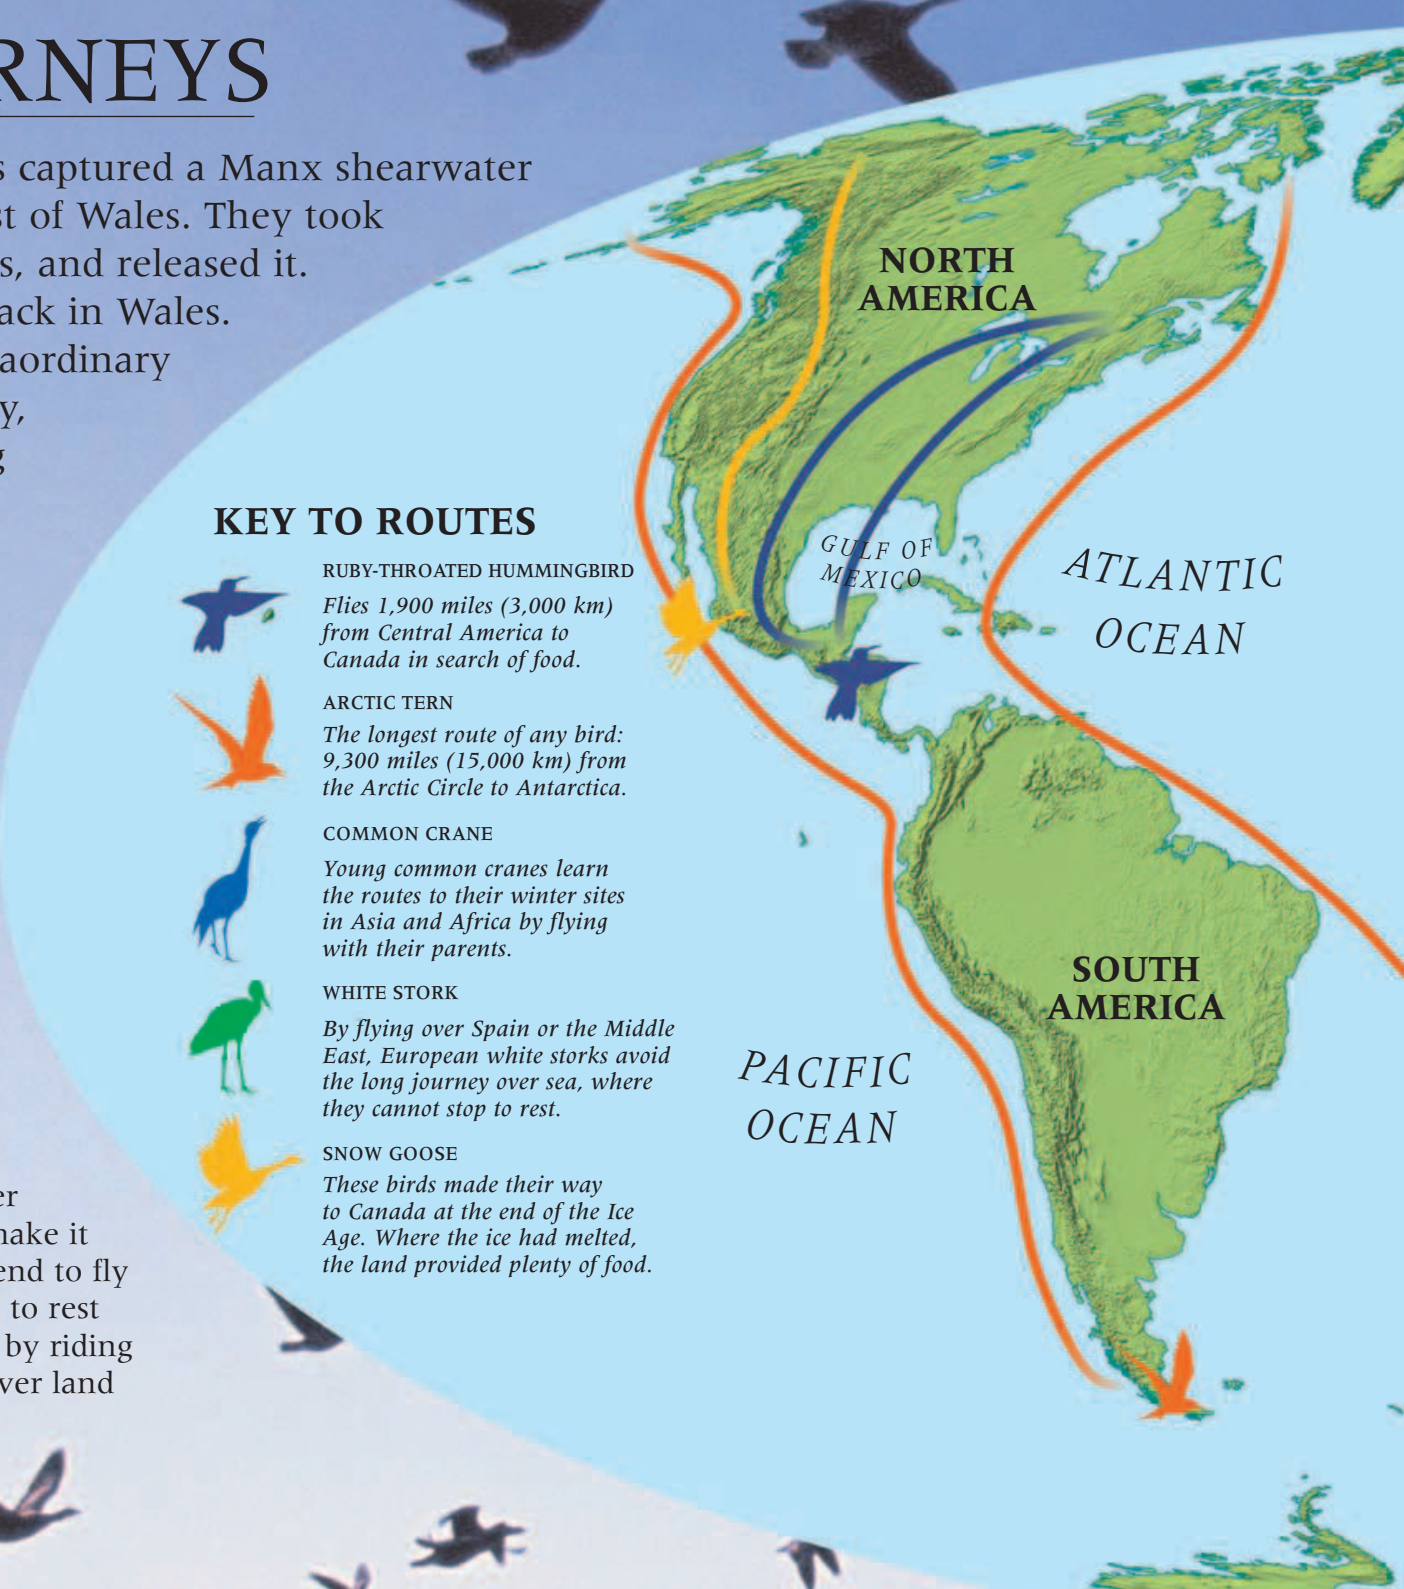 RNEYS
s captured a Manx shearwater
st of Wales. They took
s, and released it.
ack in Wales.
aordinary
y,
g
NORTH
AMERICA
KEY TO ROUTES
RUBY-THROATED HUMMINGBIRD
Flies 1,900 miles (3,000 km)
from Central America to
Canada in search of food.
ARCTIC TERN
The longest route of any bird:
9,300 miles (15,000 km) from
the Arctic Circle to Antarctica.
COMMON CRANE
Young common cranes learn
the routes to their winter sites
in Asia and Africa by flying
with their parents.
WHITE STORK
By flying over Spain or the Middle
East, European white storks avoid
the long journey over sea, where
they cannot stop to rest.
SNOW GOOSE
These birds made their way
to Canada at the end of the Ice
Age. Where the ice had melted,
the land provided plenty of food.
GULF OF
MEXICO
ATLANTIC
OCEAN
SOUTH
AMERICA
PACIFIC
OCEAN
er
make it
end to fly
to rest
by riding
ver land